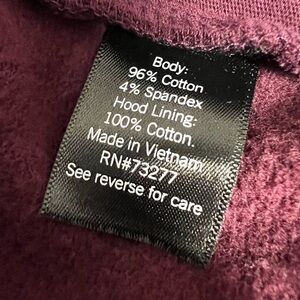 Body:
96% Cotton
4% Spandex
Hood Lining:
100% Cotton.
Made in Vietnam
RN#73277
See reverse for care